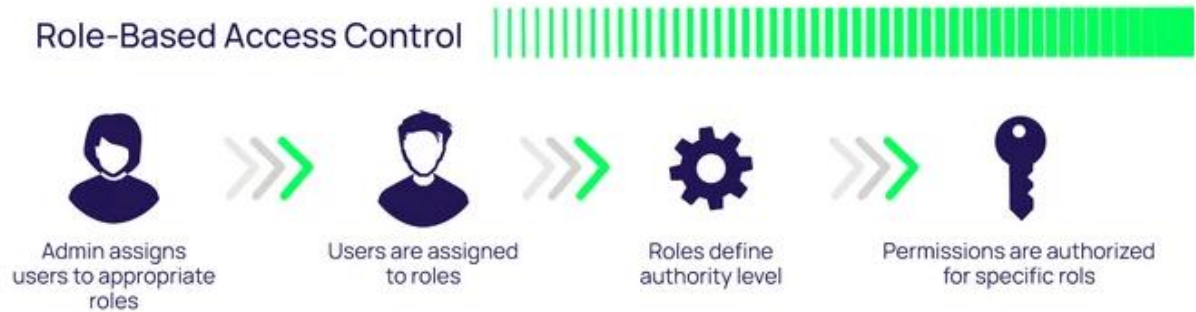 Role-Based Access Control
Admin assigns
users to appropriate
roles
Users are assigned
to roles
Roles define
authority level
Permissions are authorized
for specific rols